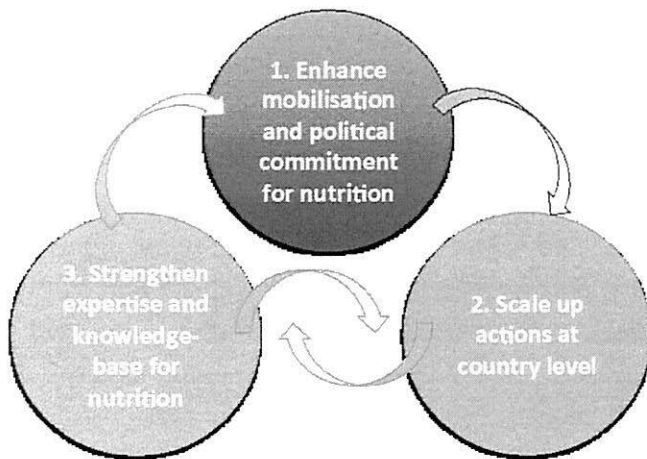 1. Enhance
mobilisation
and political
commitment
for nutrition
3. Strengthen
expertise and
knowledge-
base for
nutrition
2. Scale up
actions at
country level